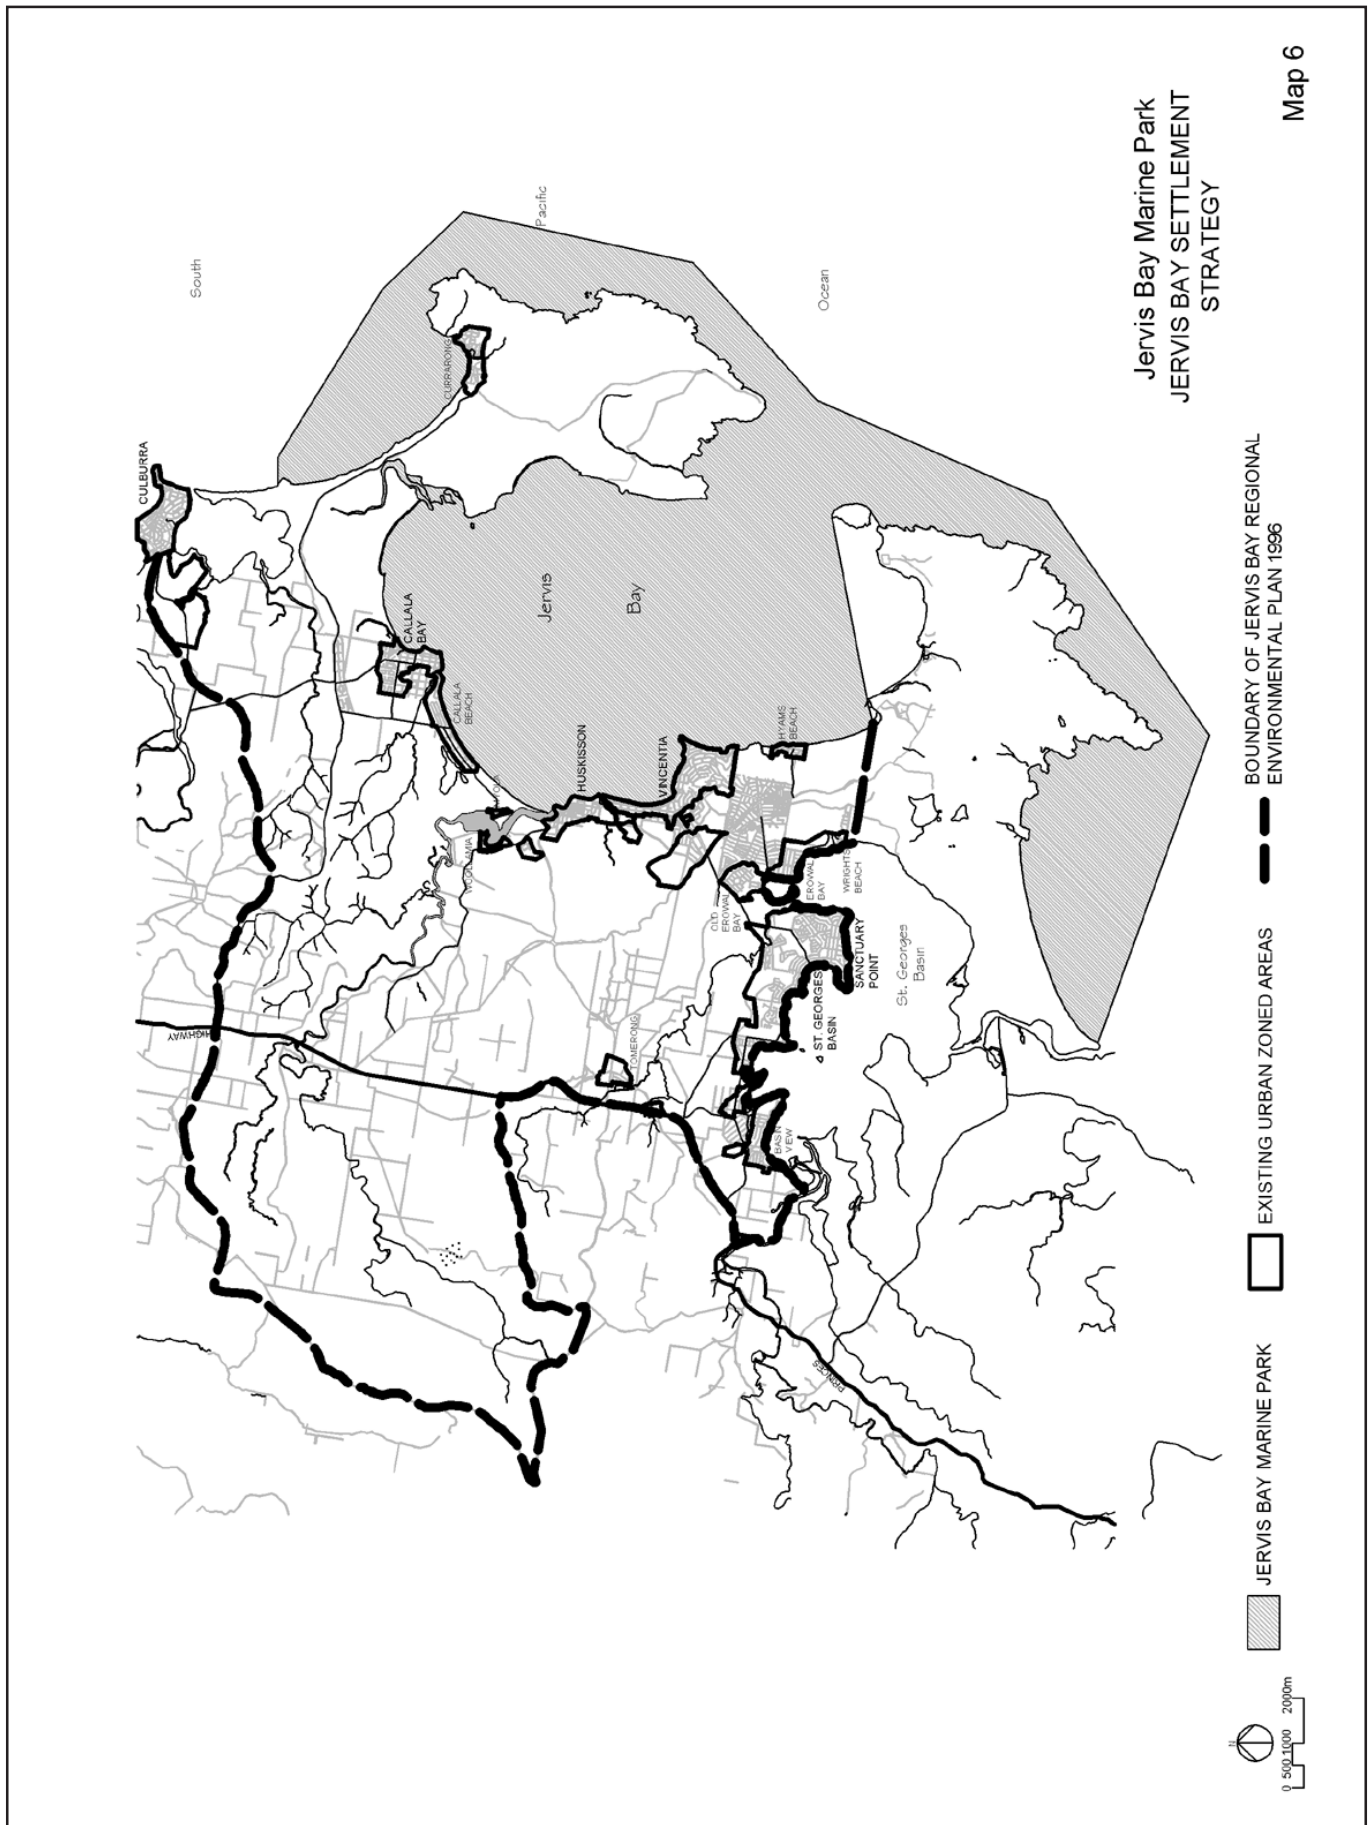 CULBURRA
South
HIGHWAY
CALLALA
BAY
CURRARONG
CALLALA
BEACH
WOOLLAMIA
Pacific
Jervis
Bay
HUSKISSON
TOMERONG
VINCENTIA
OLD
EROWAL
BAY
HYAMS
BEACH
BASIN
VIEW
EROWAL
BAY
Ocean
ST. GEORGES
BASIN
PRINCES
WRIGHTS
BEACH
SANCTUARY
POINT
St. Georges
Basin
Jervis Bay Marine Park
JERVIS BAY SETTLEMENT
STRATEGY
N
0 500 1000 2000m
JERVIS BAY MARINE PARK
EXISTING URBAN ZONED AREAS
BOUNDARY OF JERVIS BAY REGIONAL
ENVIRONMENTAL PLAN 1996
Map 6